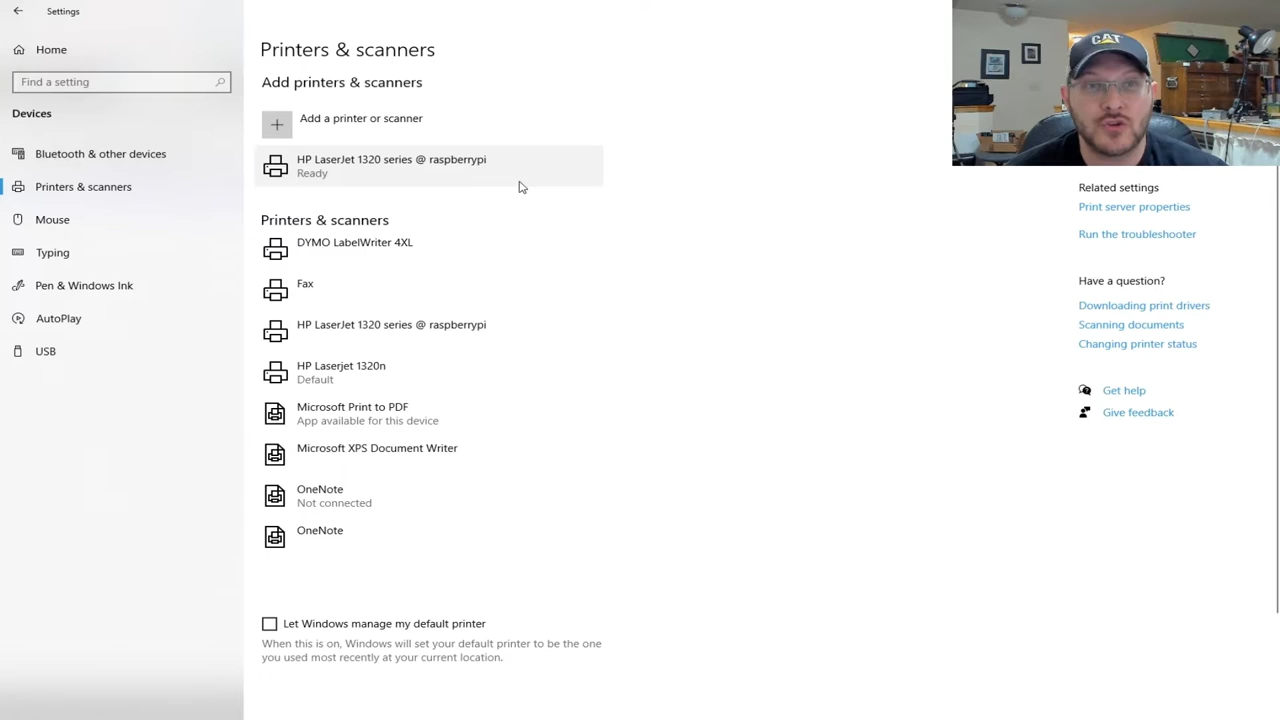 Settings
Home
Find a setting
Devices
Bluetooth & other devices
Printers & scanners
Mouse
Typing
Pen & Windows Ink
AutoPlay
USB
Printers & scanners
Add printers & scanners
Add a printer or scanner
HP LaserJet 1320 series @ raspberrypi
Ready
Printers & scanners
DYMO LabelWriter 4XL
Fax
HP LaserJet 1320 series @ raspberrypi
HP Laserjet 1320n
Default
Microsoft Print to PDF
App available for this device
Microsoft XPS Document Writer
OneNote
Not connected
OneNote
Let Windows manage my default printer
When this is on, Windows will set your default printer to be the one
you used most recently at your current location.
CAT
Related settings
Print server properties
Run the troubleshooter
Have a question?
Downloading print drivers
Scanning documents
Changing printer status
Get help
Give feedback